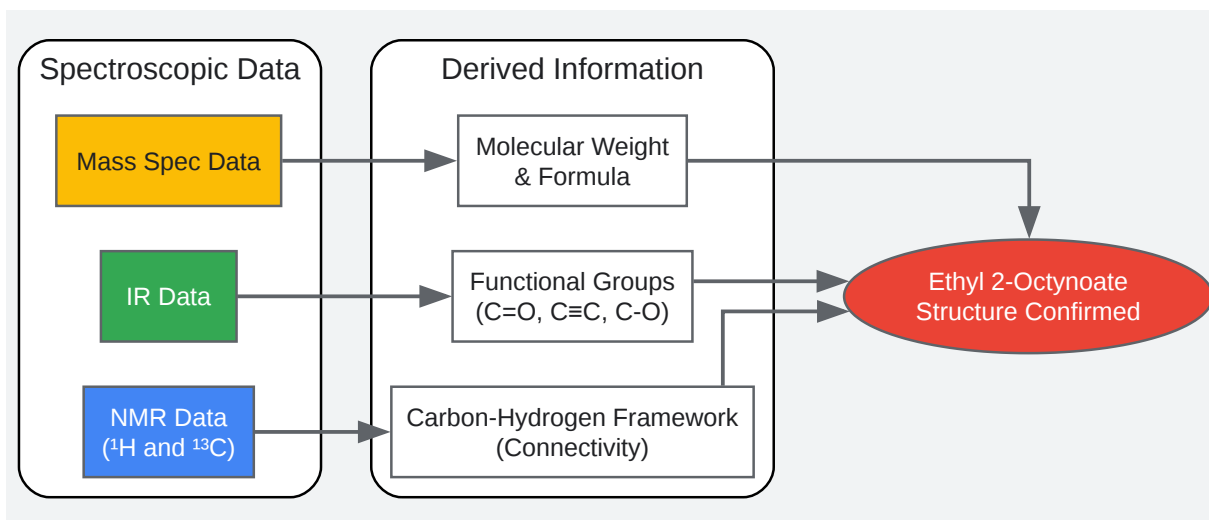 Spectroscopic Data
Derived Information
Mass Spec Data
Molecular Weight
& Formula
IR Data
Functional Groups
(C=O, C≡C, C-O)
Ethyl 2-Octynoate
Structure Confirmed
NMR Data
(¹H and ¹³C)
Carbon-Hydrogen Framework
(Connectivity)